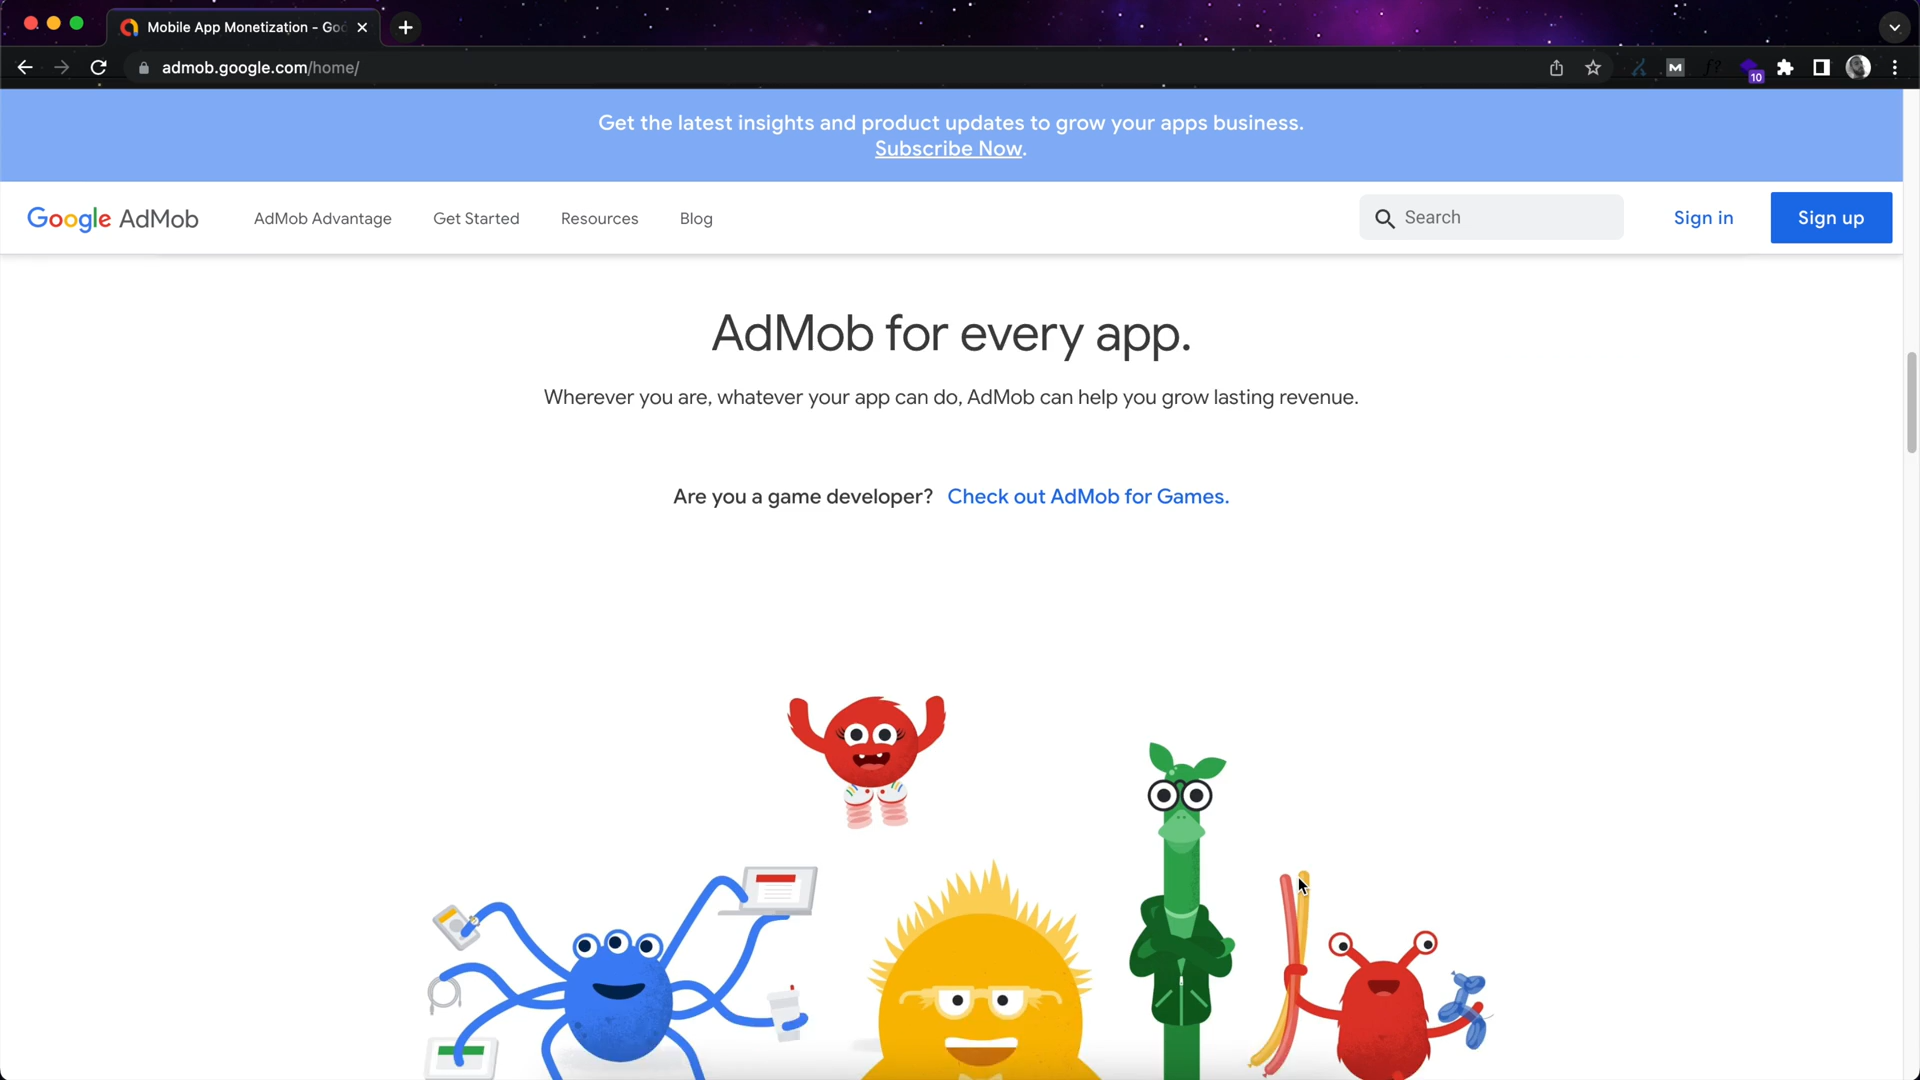 Mobile App Monetization - Goo
admob.google.com/home/
10
Get the latest insights and product updates to grow your apps business.
Subscribe Now.
Google AdMob
AdMob Advantage
Get Started
Resources
Blog
Search
Sign in
Sign up
AdMob for every app.
Wherever you are, whatever your app can do, AdMob can help you grow lasting revenue.
Are you a game developer? Check out AdMob for Games.